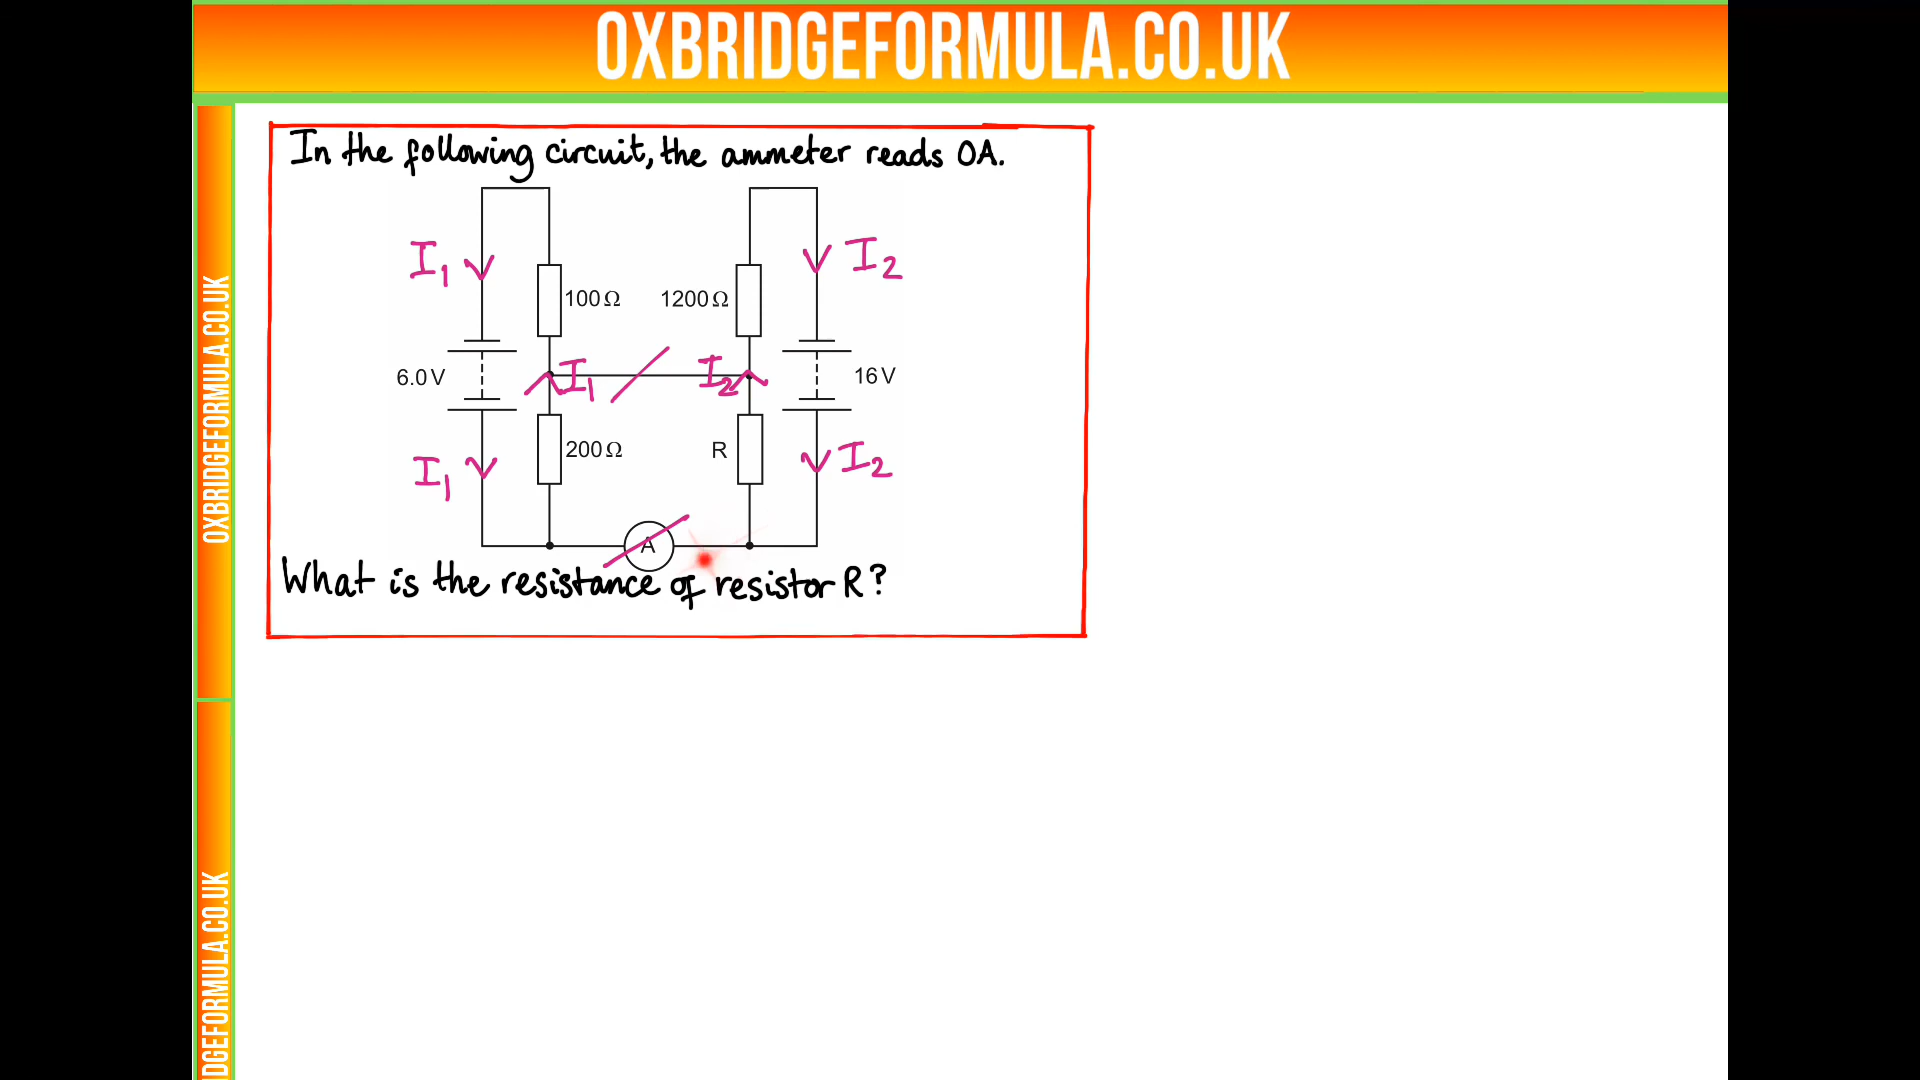 OXBRIDGEFORMULA.CO.UK
OXBRIDGEFORMULA.CO.UK
DGEFORMULA.CO.UK
In the following circuit, the ammeter reads 0A.
I₁
I₂
100Ω
1200Ω
6.0V
I₁
I₂
16V
200Ω
R
I₁
I₂
A
What is the resistance of resistor R?